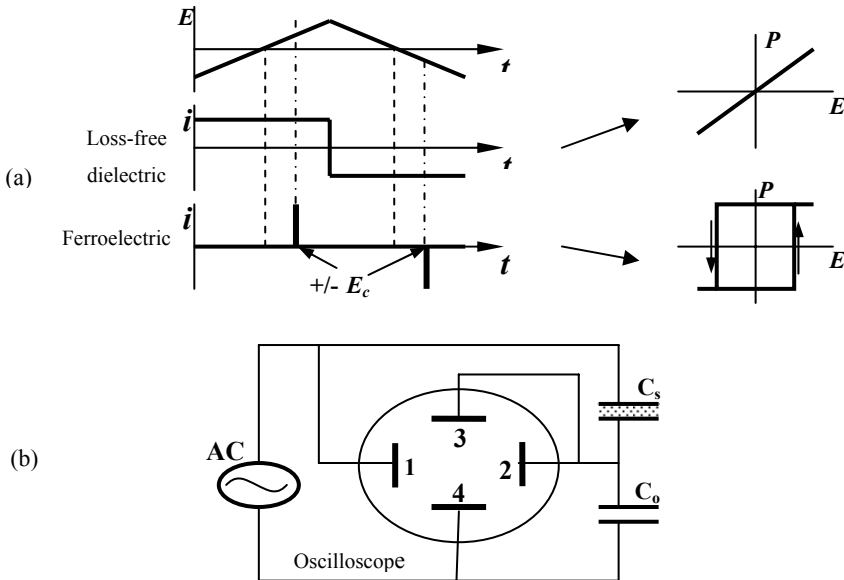 E
t
P
E
i
Loss-free
dielectric
t
(a)
i
Ferroelectric
t
+/- E_c
P
E
(b)
AC
1
2
3
4
C_s
C_o
Oscilloscope